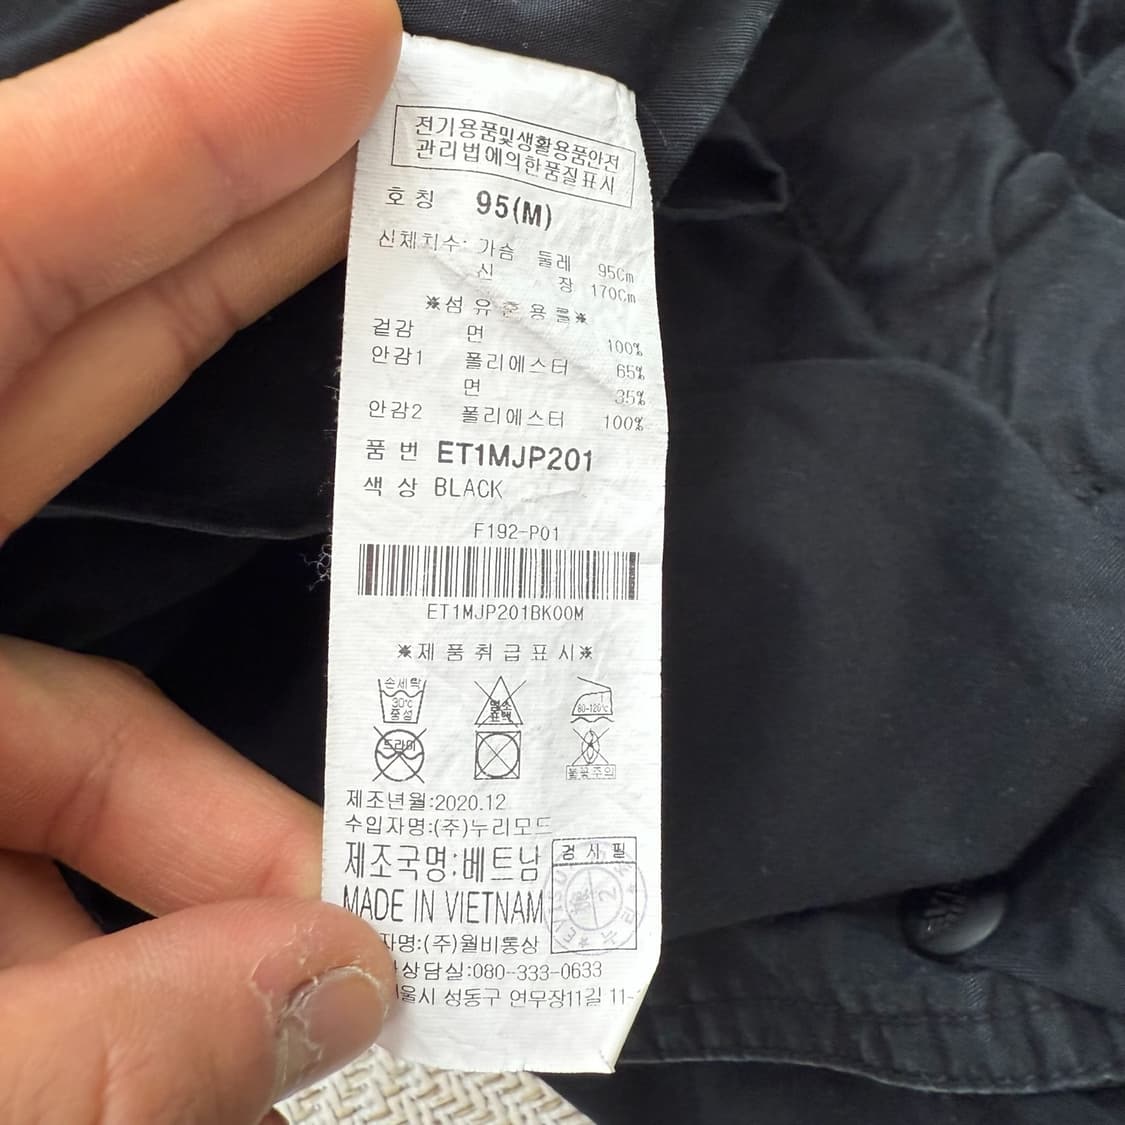 전기용품및생활용품안전
관리법에의한품질표시
호 칭 95(M)
신체치수: 가슴 둘레 95Cm
신 장 170Cm
※섬 유 혼 용 률※
겉감 면 100%
안감1 폴리에스터 65%
면 35%
안감2 폴리에스터 100%
품 번 ET1MJP201
색 상 BLACK
F192-P01
ET1MJP201BK00M
※제 품 취 급 표 시※
손세탁
30℃
중성
염소
표백
80-120℃
드라이
불꽃주의
제조년월:2020.12
수입자명:(주)누리모드
제조국명:베트남
검 사 필
MADE IN VIETNAM
자명:(주)월비통상
상담실:080-333-0633
울시 성동구 연무장11길 11-